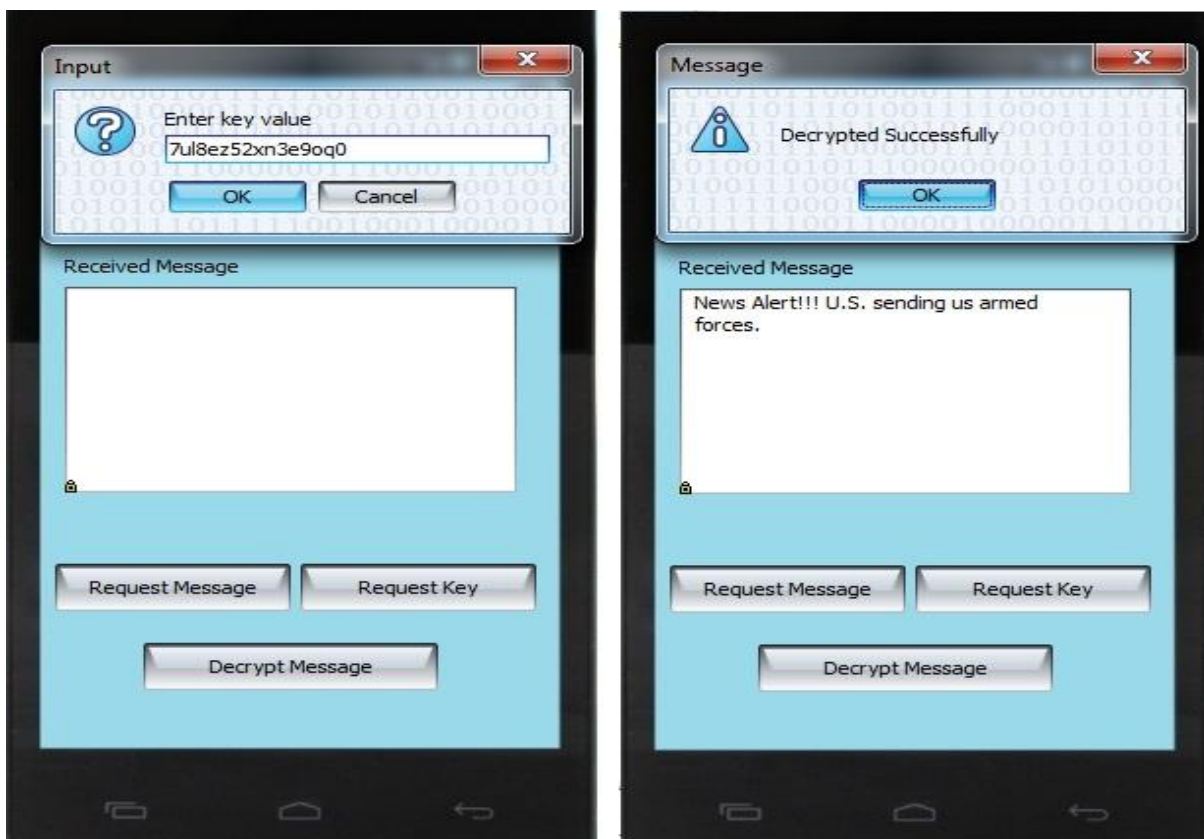 Input
Enter key value
7ul8ez52xn3e9oq0
OK
Cancel
Received Message
Request Message
Request Key
Decrypt Message
Message
Decrypted Successfully
OK
Received Message
News Alert!!! U.S. sending us armed
forces.
Request Message
Request Key
Decrypt Message